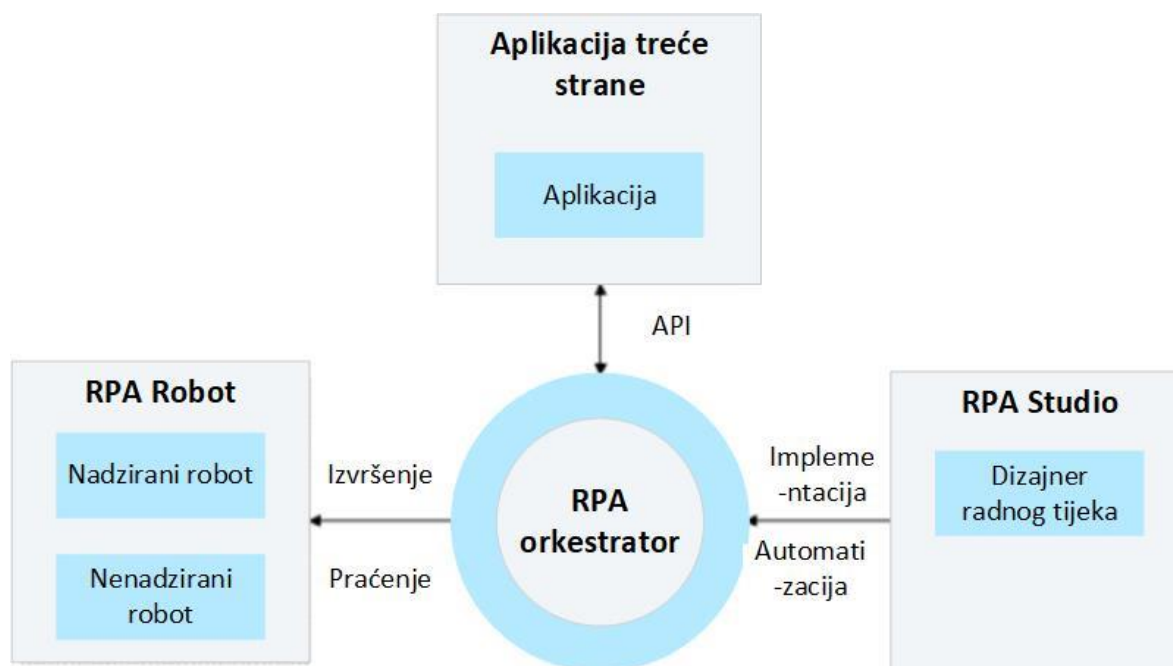 Aplikacija treće
strane
Aplikacija
API
RPA Robot
Nadzirani robot
Nenadzirani
robot
Izvršenje
Praćenje
RPA
orkestrator
Impleme
-ntacija
Automati
-zacija
RPA Studio
Dizajner
radnog tijeka